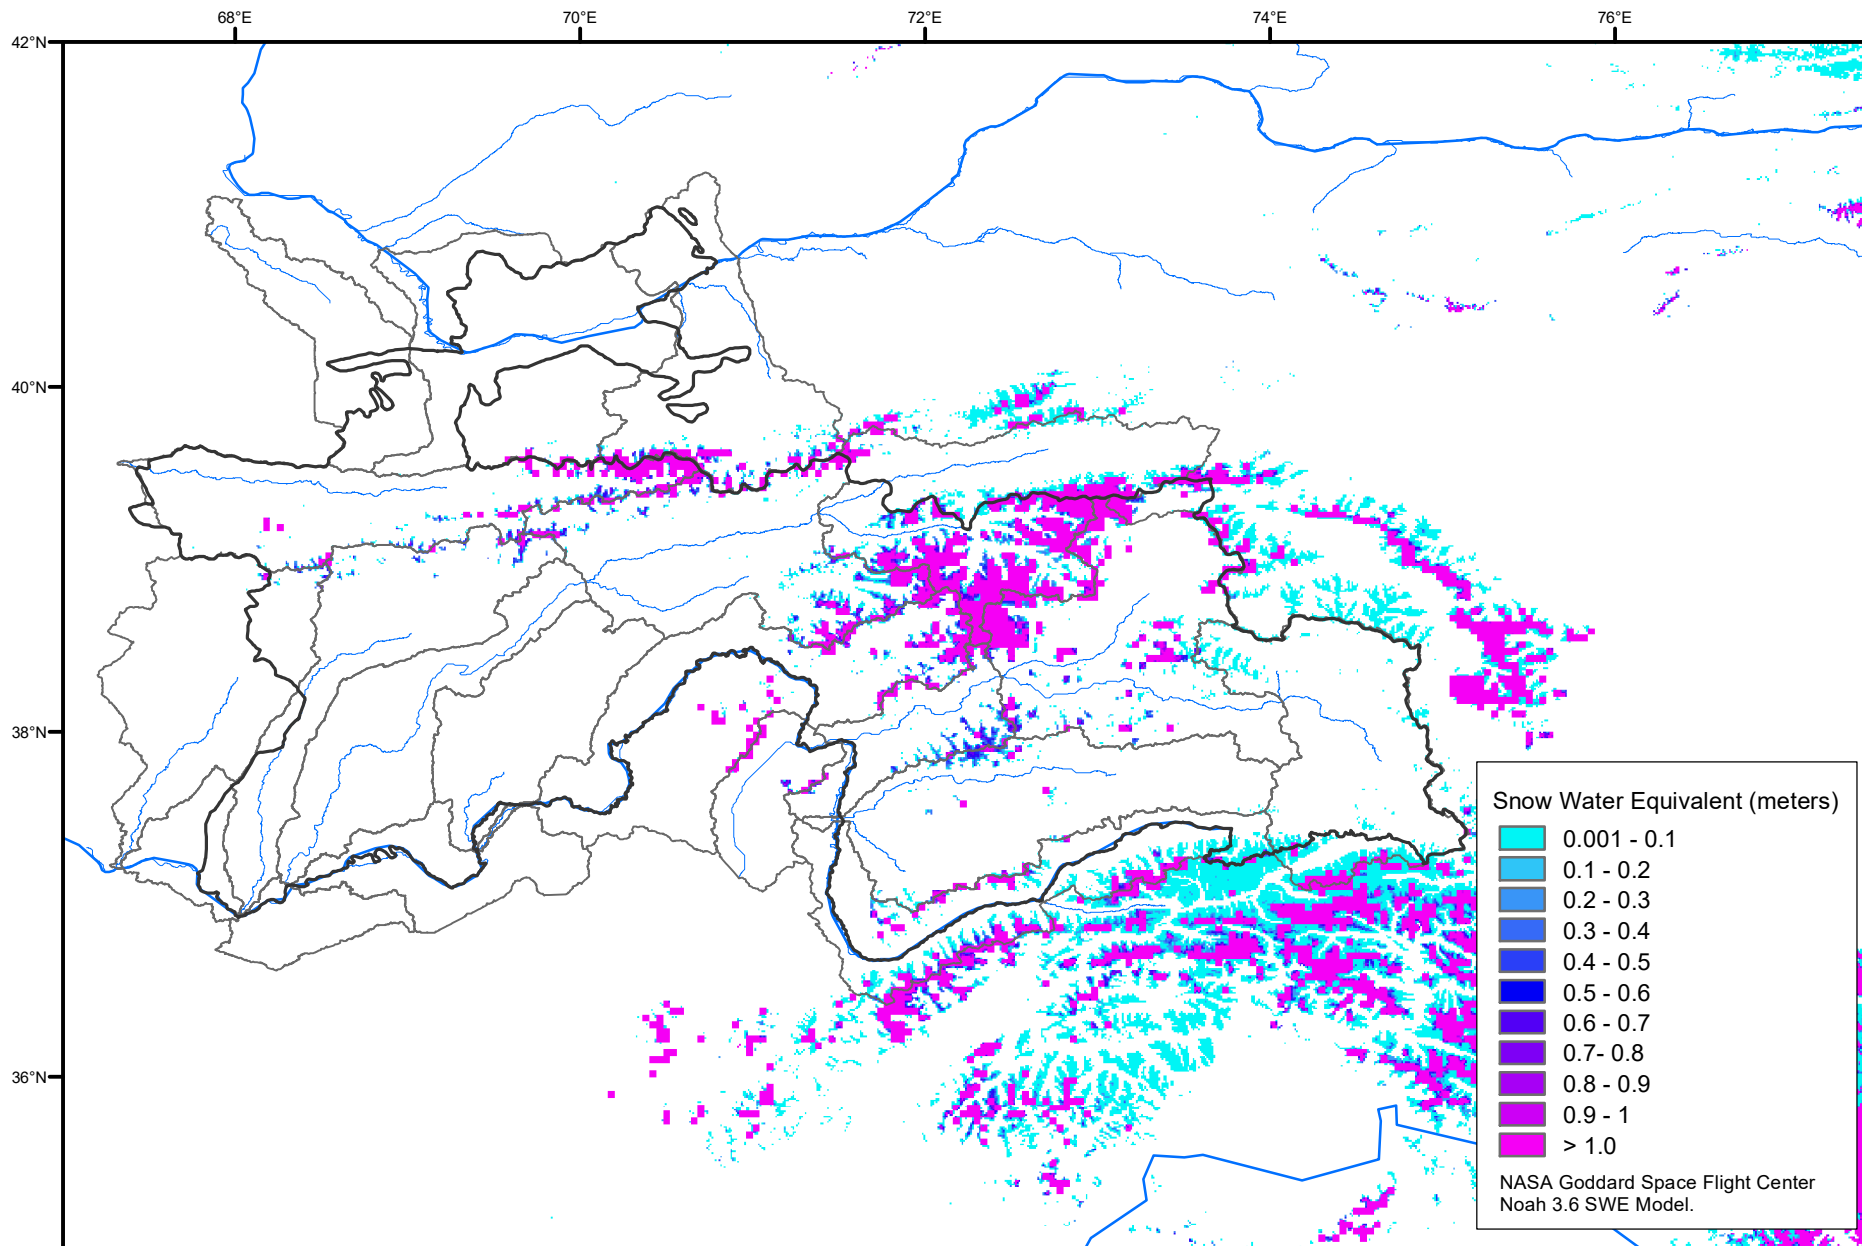 68°E 70°E 72°E 74°E 76°E
42°N
40°N
38°N
36°N
Snow Water Equivalent (meters)
0.001 - 0.1
0.1 - 0.2
0.2 - 0.3
0.3 - 0.4
0.4 - 0.5
0.5 - 0.6
0.6 - 0.7
0.7- 0.8
0.8 - 0.9
0.9 - 1
> 1.0
NASA Goddard Space Flight Center
Noah 3.6 SWE Model.